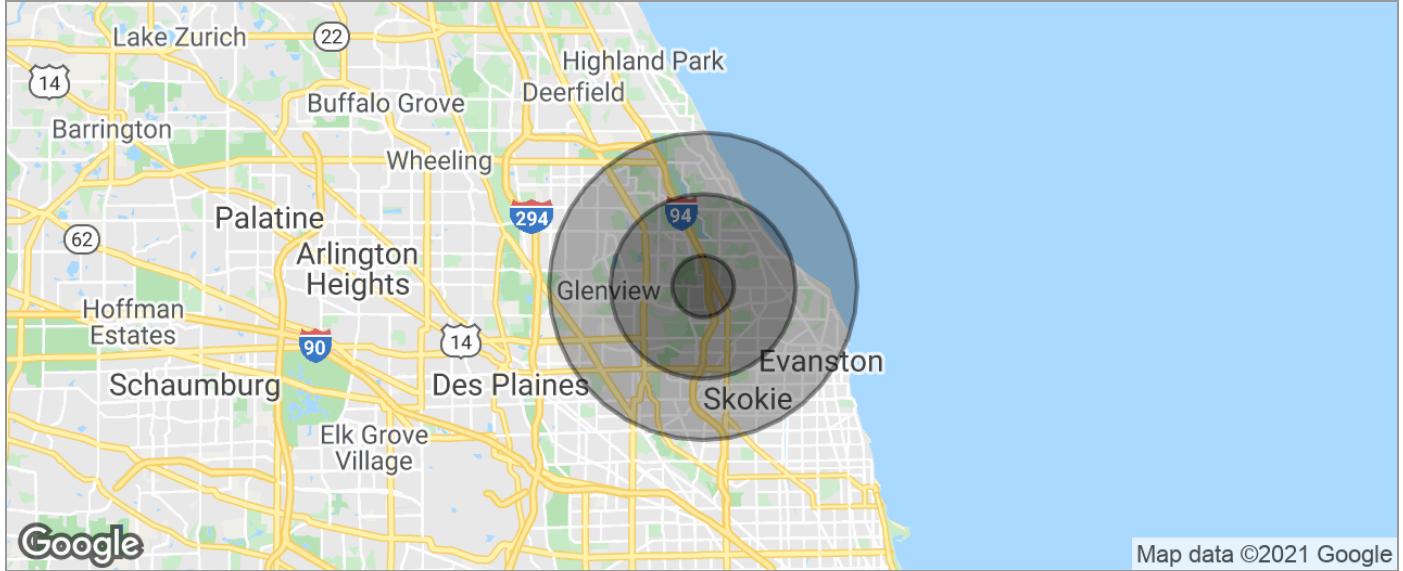 Lake Zurich
22
Highland Park
14
Deerfield
Buffalo Grove
Barrington
Wheeling
294
94
Palatine
62
Arlington
Heights
Glenview
Hoffman
Estates
90
14
Evanston
Schaumburg
Des Plaines
Skokie
Elk Grove
Village
Google
Map data ©2021 Google